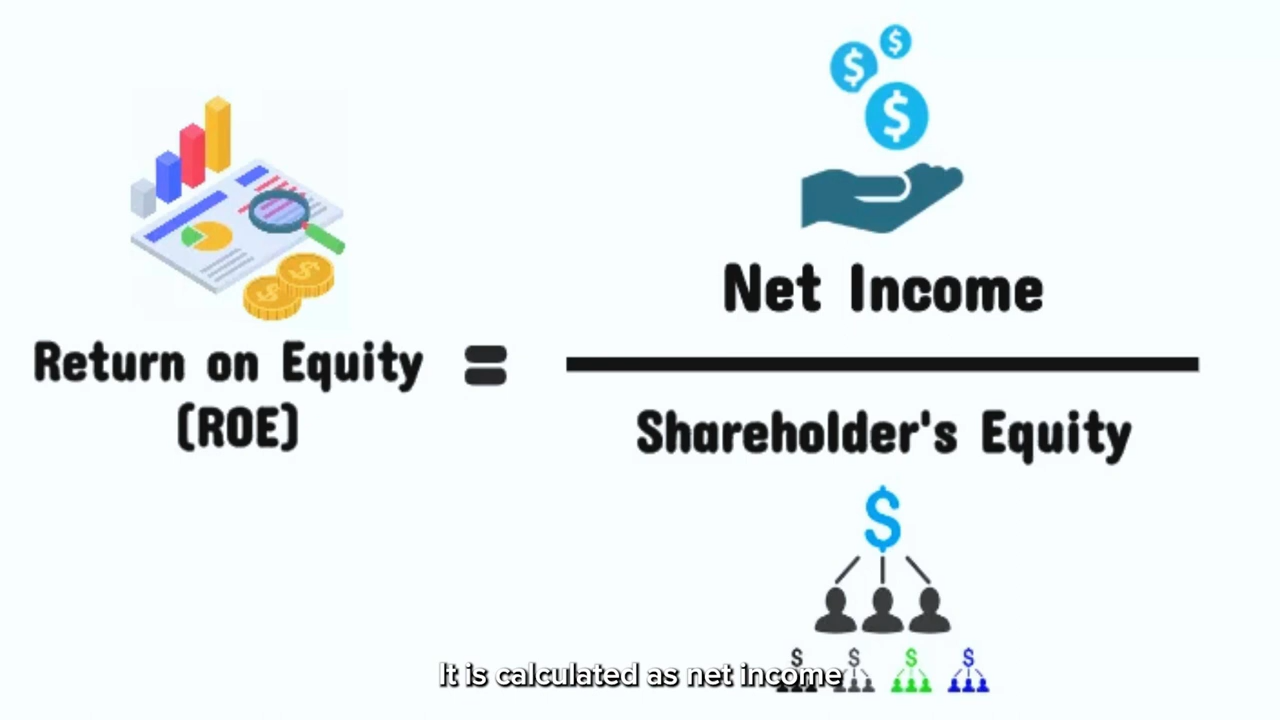 Net Income
Return on Equity =
(ROE)
Shareholder's Equity
It is calculated as net income